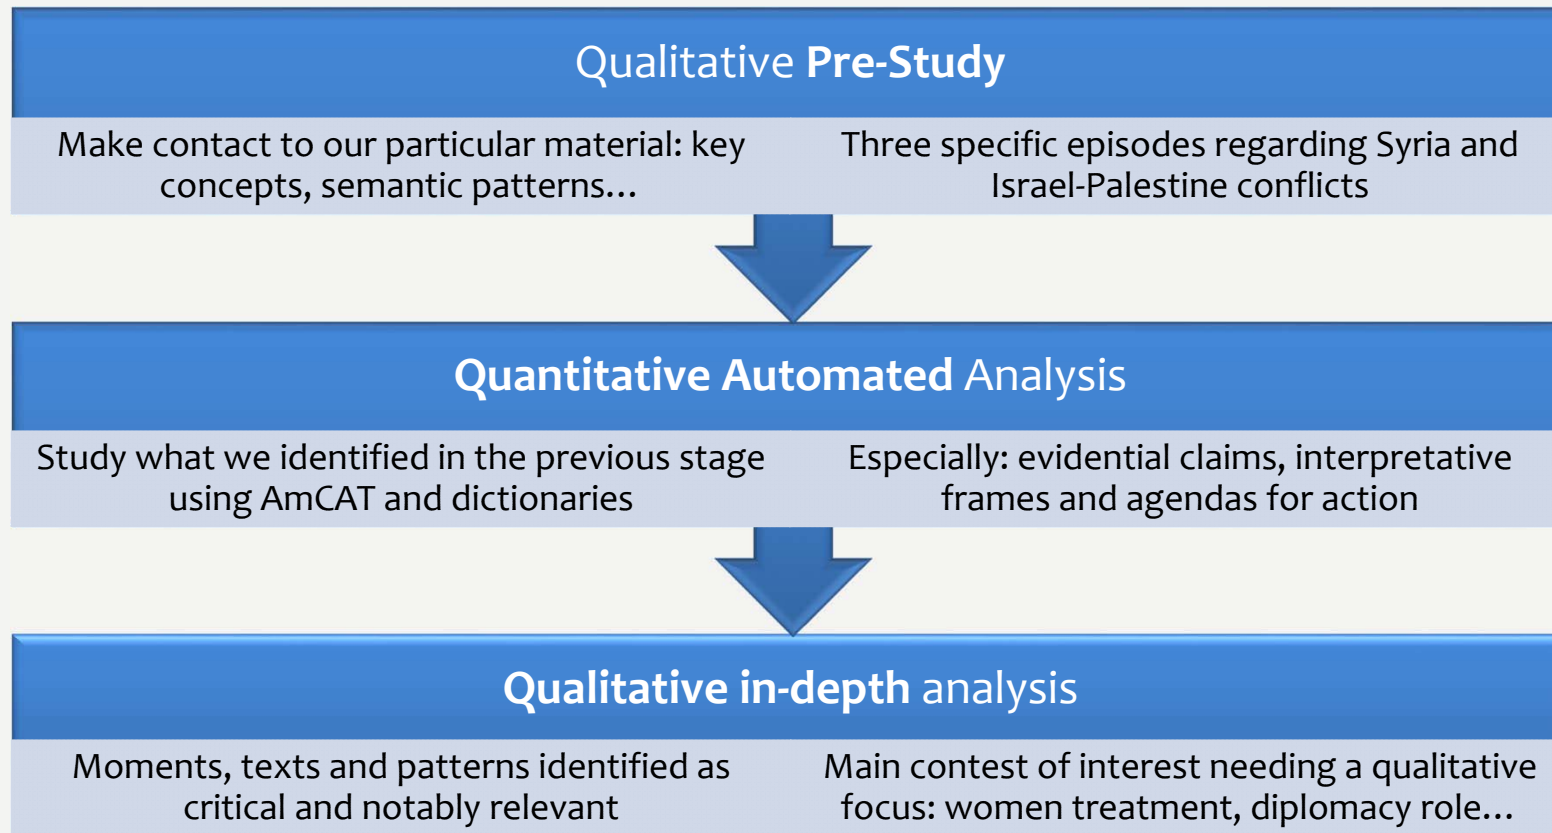 Qualitative Pre-Study
Make contact to our particular material: key
concepts, semantic patterns…
Three specific episodes regarding Syria and
Israel-Palestine conflicts
Quantitative Automated Analysis
Study what we identified in the previous stage
using AmCAT and dictionaries
Especially: evidential claims, interpretative
frames and agendas for action
Qualitative in-depth analysis
Moments, texts and patterns identified as
critical and notably relevant
Main contest of interest needing a qualitative
focus: women treatment, diplomacy role…